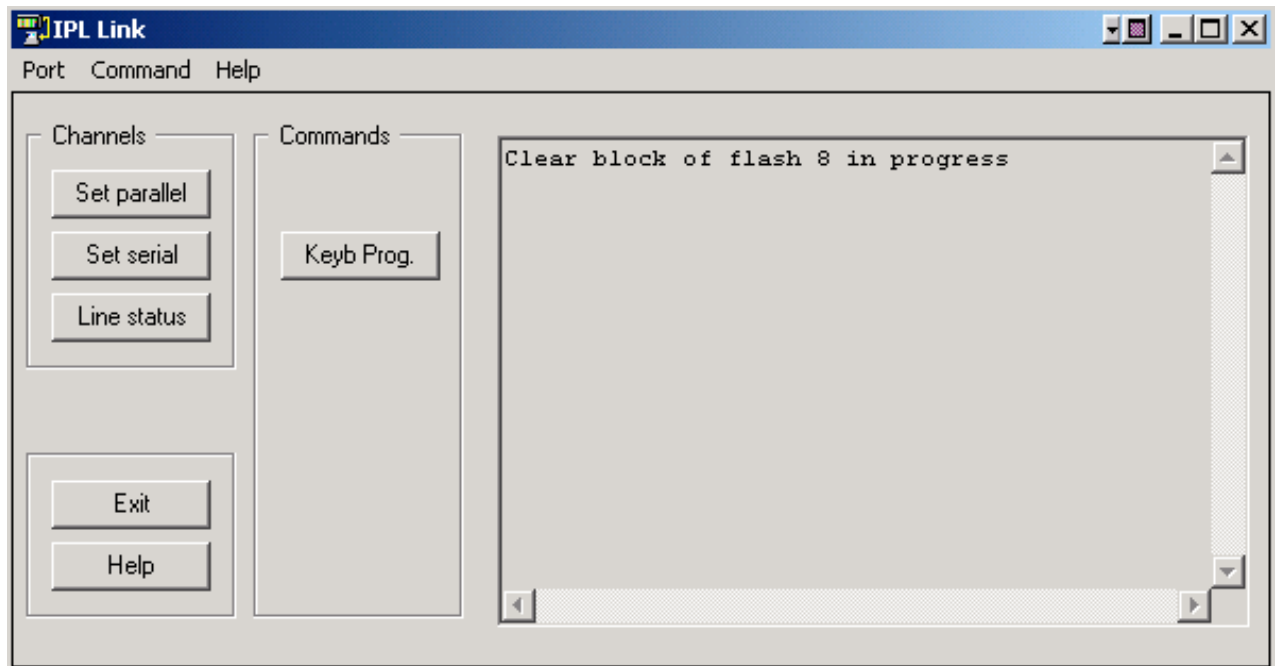 IPL Link
Port Command Help
Channels
Set parallel
Set serial
Line status
Exit
Help
Commands
Keyb Prog.
Clear block of flash 8 in progress